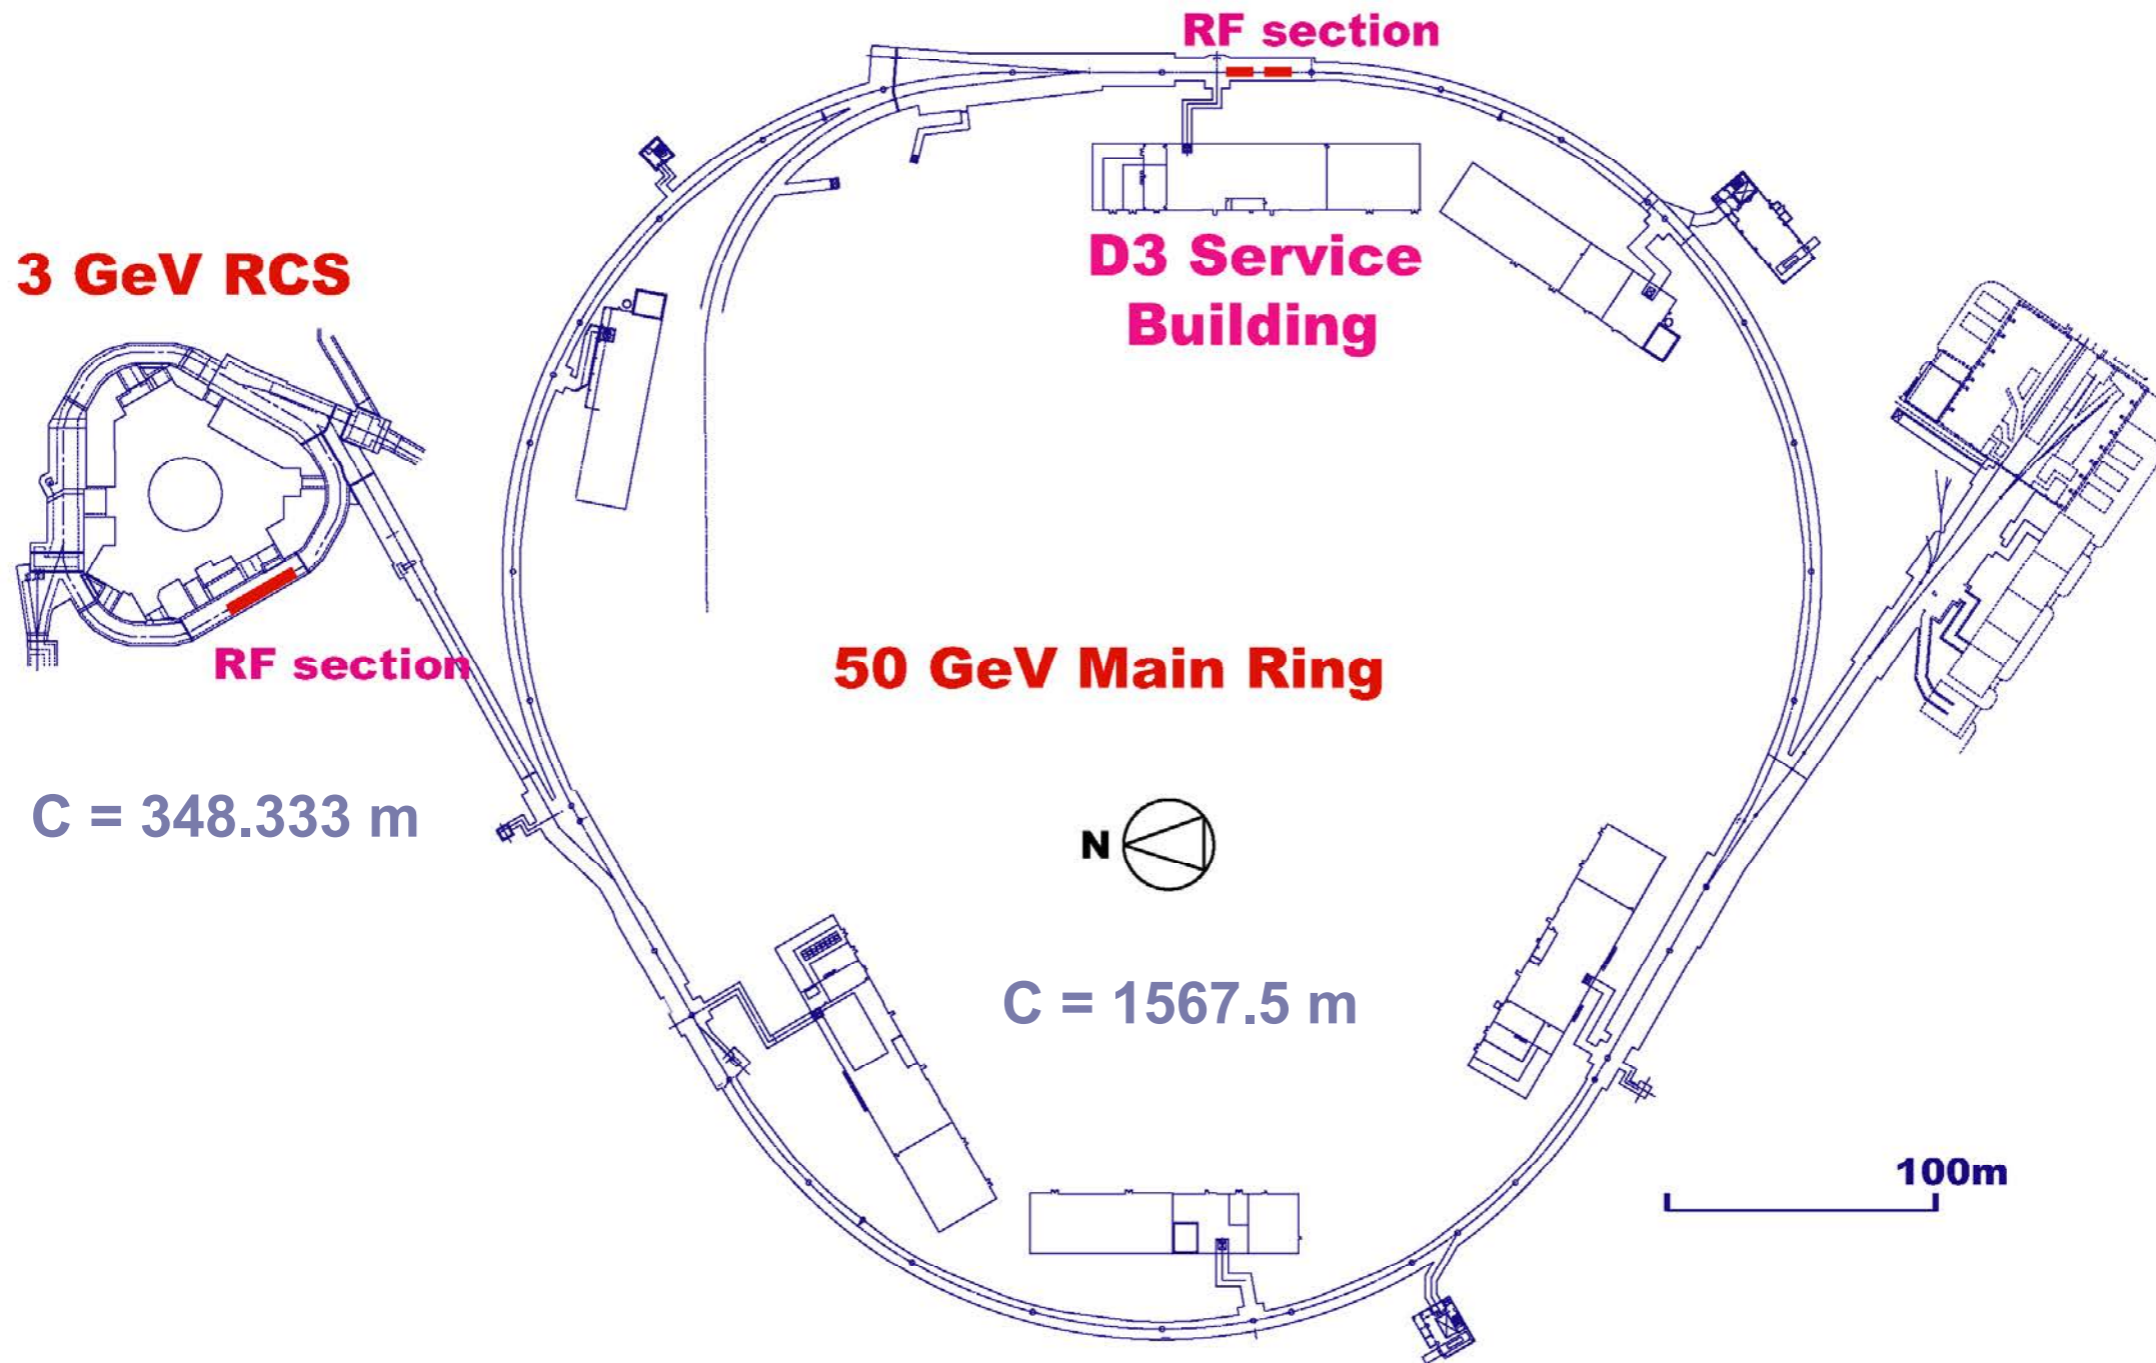 RF section
D3 Service
Building
3 GeV RCS
RF section
50 GeV Main Ring
C = 348.333 m
N
C = 1567.5 m
100m